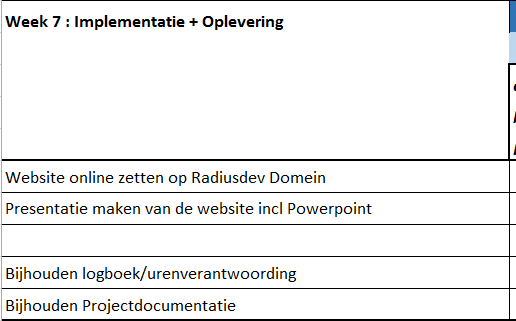 Week 7 : Implementatie + Oplevering
Website online zetten op Radiusdev Domein
Presentatie maken van de website incl Powerpoint
Bijhouden logboek/urenverantwoording
Bijhouden Projectdocumentatie